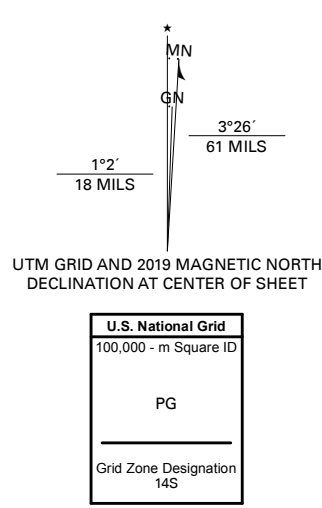 ★
MN
GN
3°26´
61 MILS
1°2´
18 MILS
UTM GRID AND 2019 MAGNETIC NORTH
DECLINATION AT CENTER OF SHEET
U.S. National Grid
100,000 - m Square ID
PG
Grid Zone Designation
14S